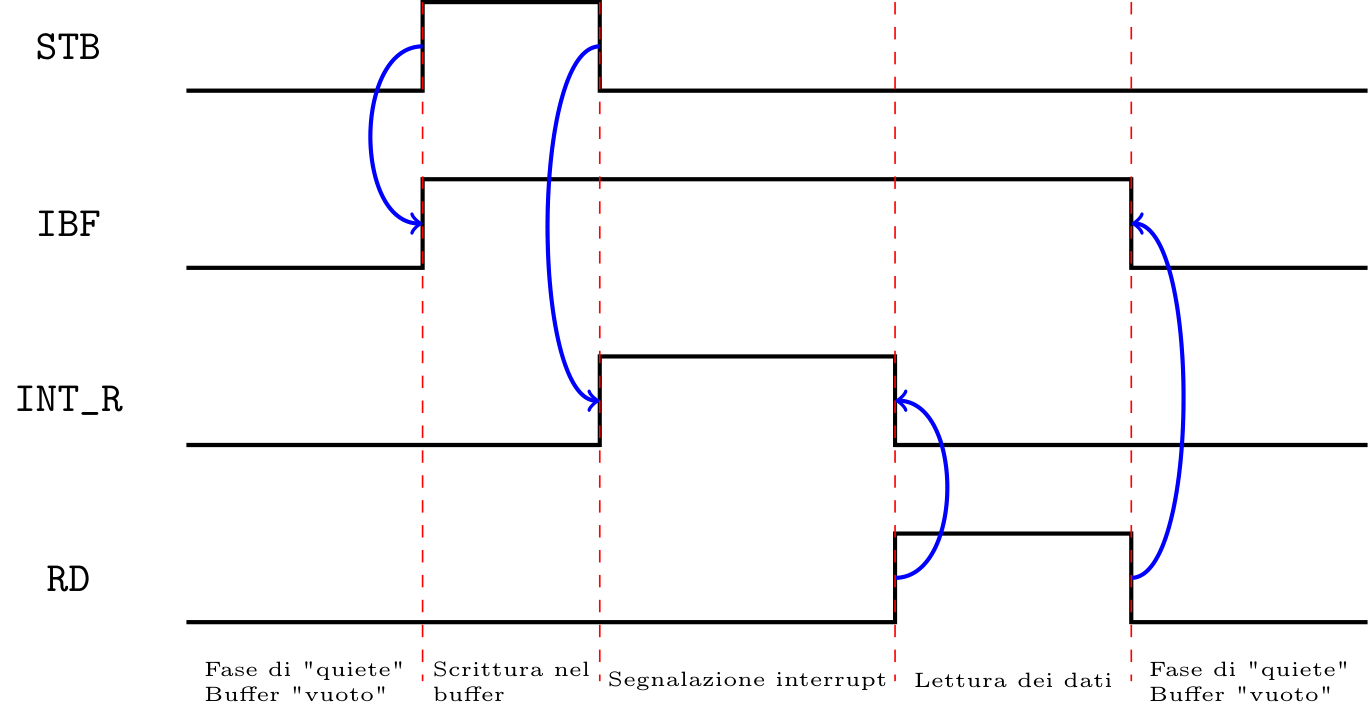 STB
IBF
INT_R
RD
Fase di "quiete"
Buffer "vuoto"
Scrittura nel
buffer
Segnalazione interrupt
Lettura dei dati
Fase di "quiete"
Buffer "vuoto"